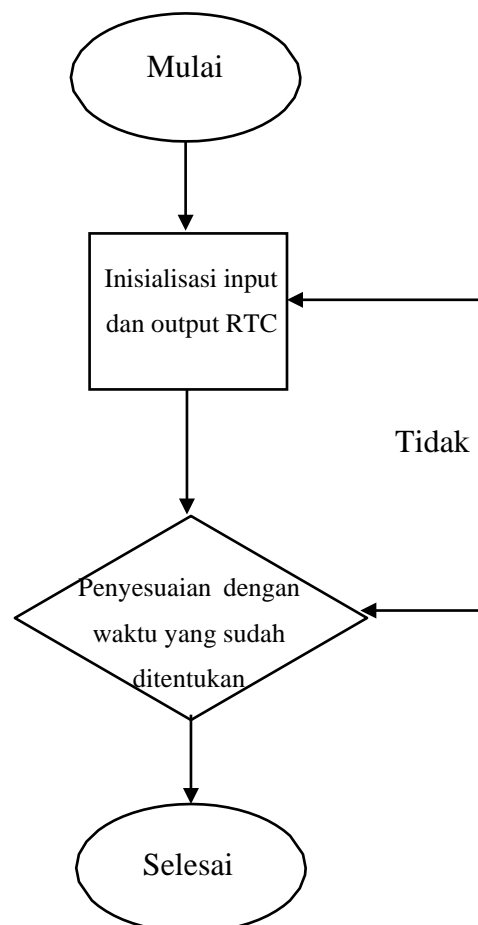 Mulai
Inisialisasi input
dan output RTC
Tidak
Penyesuaian dengan
waktu yang sudah
ditentukan
Selesai